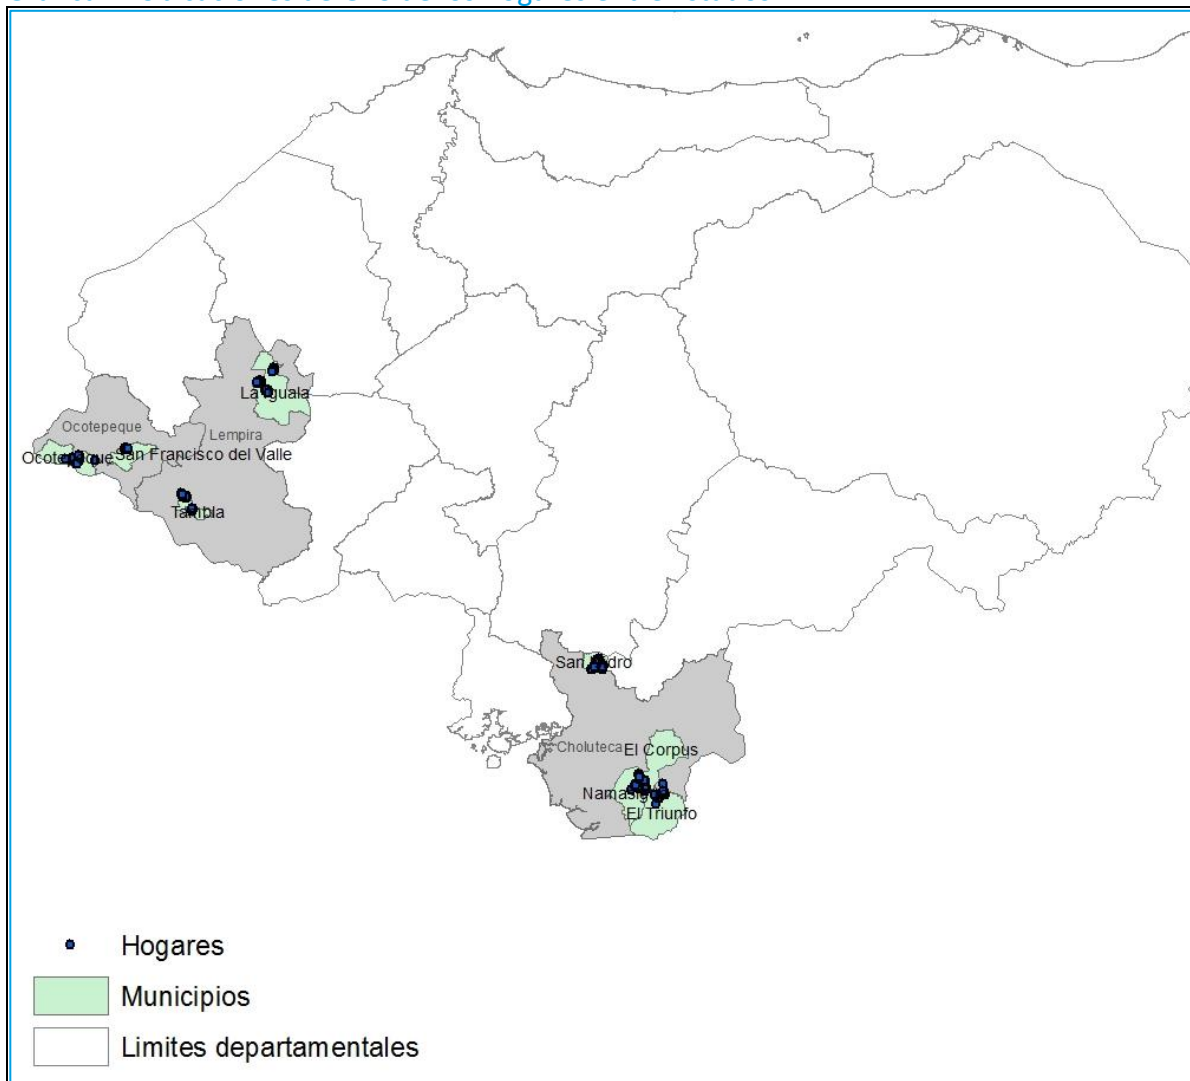 La Iguala
Ocotepeque
Lempira
Ocotepeque
San Francisco del Valle
Tambla
San Isidro
Choluteca
El Corpus
Namasigüe
El Triunfo
Hogares
Municipios
Limites departamentales